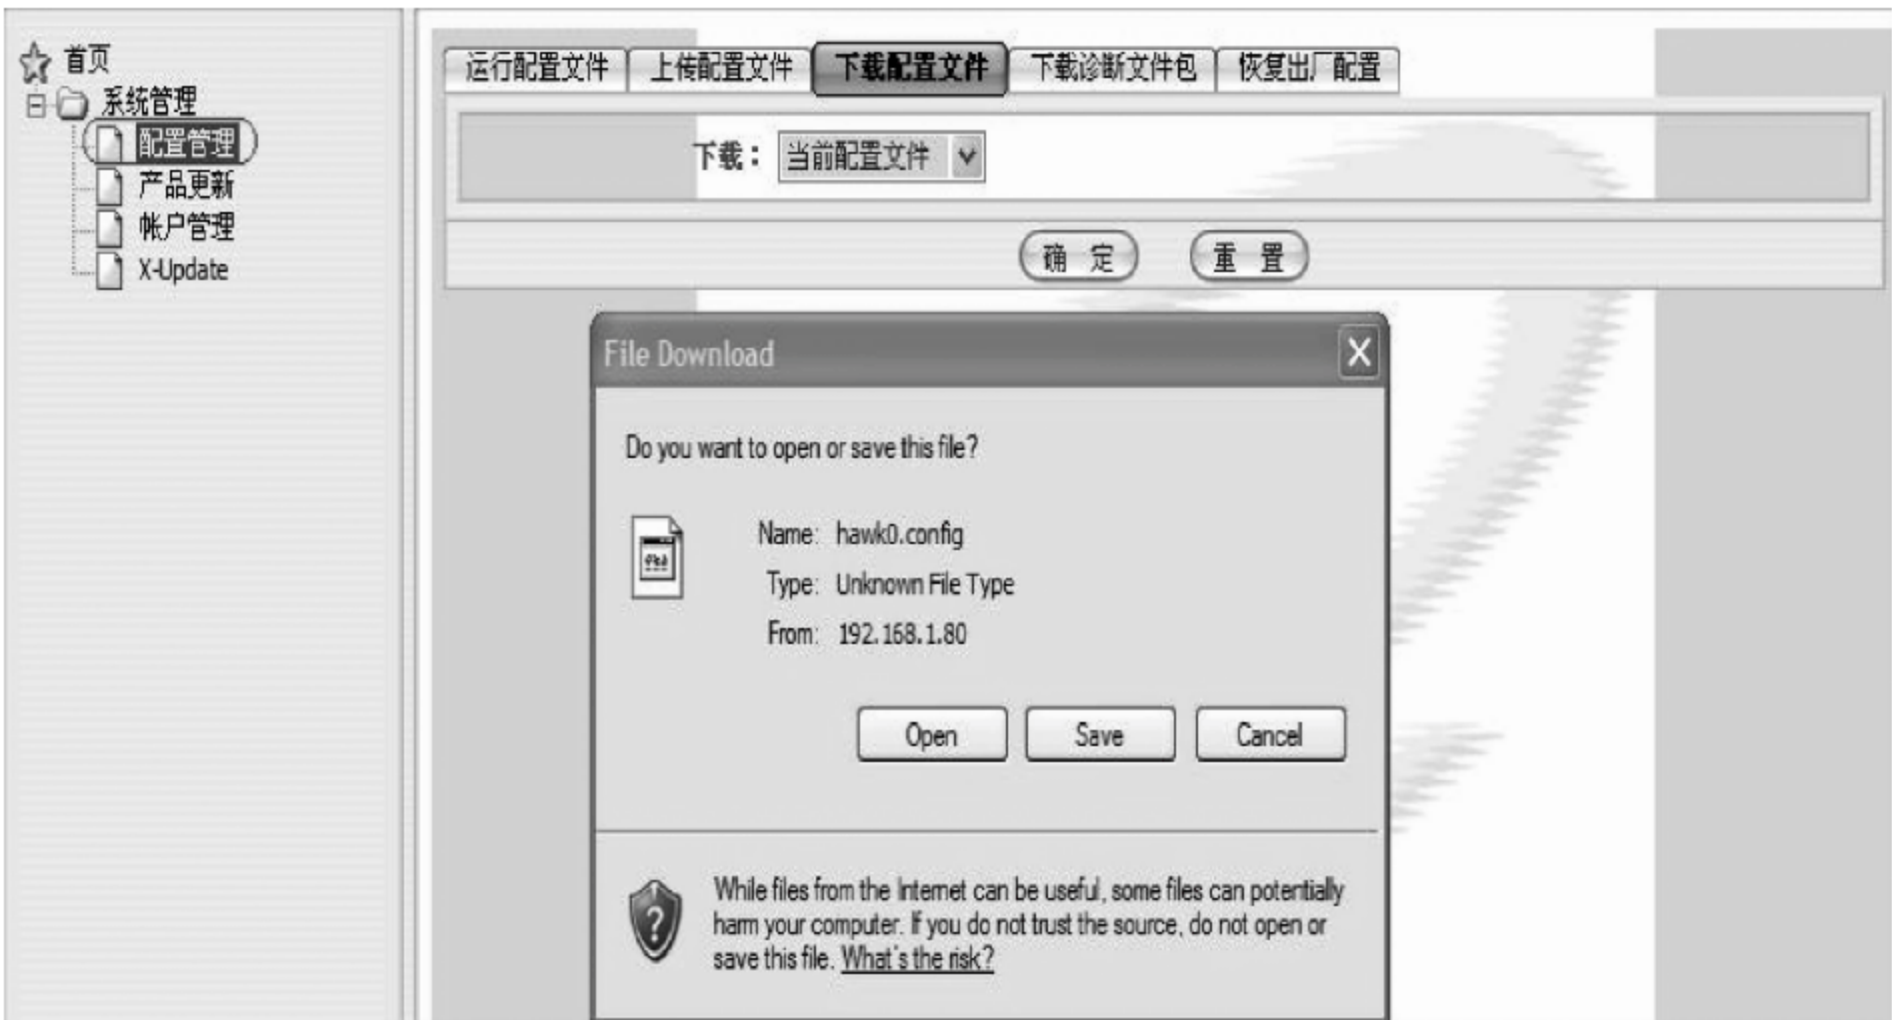 首页
系统管理
配置管理
产品更新
帐户管理
X-Update
运行配置文件 上传配置文件 下载配置文件 下载诊断文件包 恢复出厂配置
下载： 当前配置文件
确 定 重 置
File Download
Do you want to open or save this file?
Name: hawk0.config
Type: Unknown File Type
From: 192.168.1.80
Open Save Cancel
While files from the Internet can be useful, some files can potentially
harm your computer. If you do not trust the source, do not open or
save this file. What's the risk?